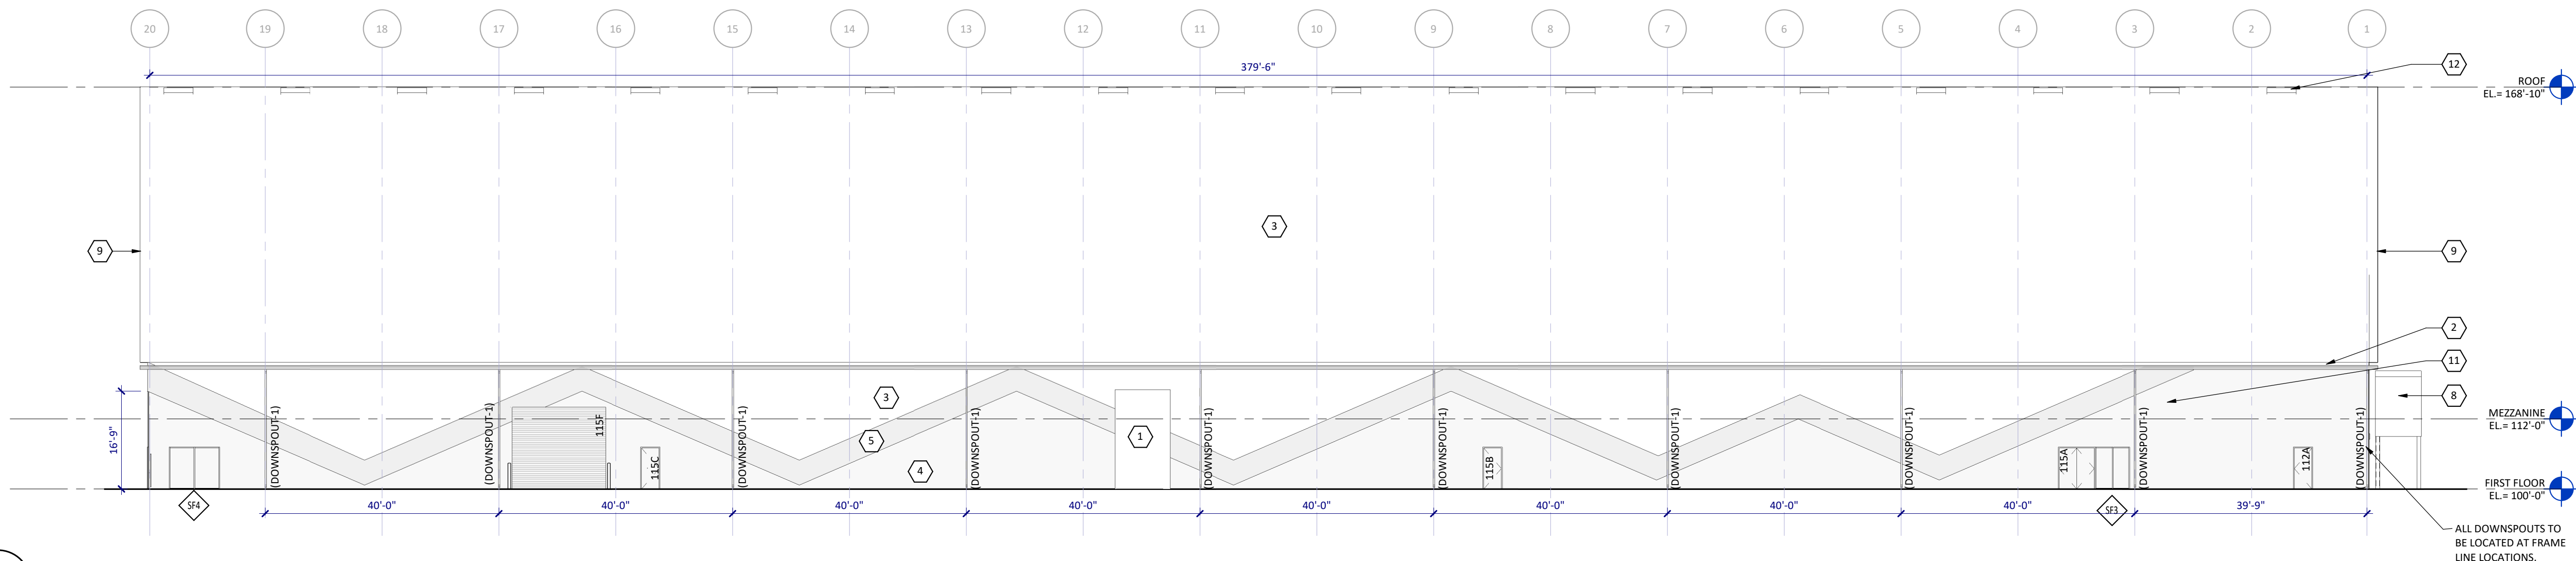 20 19 18 17 16 15 14 13 12 11 10 9 8 7 6 5 4 3 2 1
379'-6"
12
ROOF
EL.= 168'-10"
3
9
9
2
11
3
8
16'-9"
(DOWNSPOUT-1)
(DOWNSPOUT-1)
115F
115C
(DOWNSPOUT-1)
5
4
(DOWNSPOUT-1)
1
(DOWNSPOUT-1)
(DOWNSPOUT-1)
115B
(DOWNSPOUT-1)
(DOWNSPOUT-1)
115A
(DOWNSPOUT-1)
112A
(DOWNSPOUT-1)
MEZZANINE
EL.= 112'-0"
FIRST FLOOR
EL.= 100'-0"
SF4
40'-0" 40'-0" 40'-0" 40'-0" 40'-0" 40'-0" 40'-0" 40'-0"
SF3
39'-9"
ALL DOWNSPOUTS TO
BE LOCATED AT FRAME
LINE LOCATIONS.